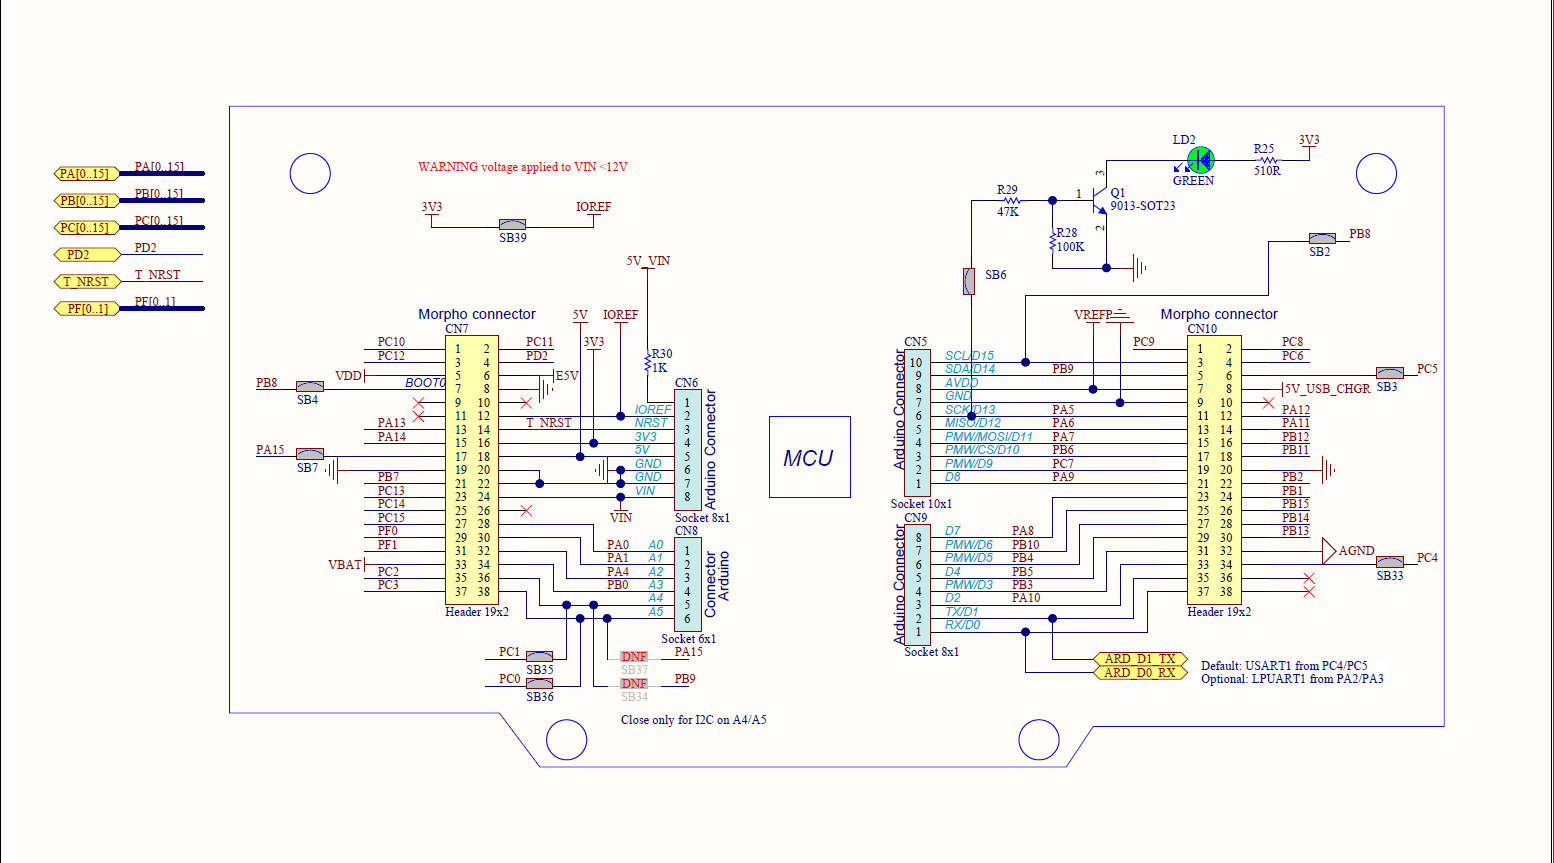 PA[0..15] PA[0..15]
PB[0..15] PB[0..15]
PC[0..15] PC[0..15]
PD2 PD2
T_NRST T_NRST
PF[0..1] PF[0..1]
WARNING voltage applied to VIN <12V
3V3 IOREF
SB39
5V_VIN
R30
1K
5V IOREF
3V3
Morpho connector
CN7
PC10 1 2 PC11
PC12 3 4 PD2
VDD 5 6 E5V
PB8 SB4 BOOT0 7 8
9 10
11 12
PA13 13 14 T_NRST
PA14 15 16
PA15 SB7 17 18
19 20
PB7 21 22
PC13 23 24
PC14 25 26
PC15 27 28
PF0 29 30
PF1 31 32
VBAT 33 34
PC2 35 36
PC3 37 38
Header 19x2
CN6
1
IOREF 2
NRST 3
3V3 4
5V 5
GND 6
GND 7
VIN 8
VIN
Arduino Connector
Socket 8x1
CN8
PA0 A0 1
PA1 A1 2
PA4 A2 3
PB0 A3 4
A4 5
A5 6
Connector
Arduino
Socket 6x1
PC1 SB35
PC0 SB36
DNF PA15
SB37
DNF PB9
SB34
Close only for I2C on A4/A5
MCU
LD2
GREEN
R25
510R
3V3
R29
47K
R28
100K
1
3
2
Q1
9013-SOT23
SB6
SB2 PB8
VREFP
CN5
10 SCL/D15
9 SDA/D14 PB9
8 AVDD
7 GND
6 SCK/D13 PA5
5 MISO/D12 PA6
4 PMW/MOSI/D11 PA7
3 PMW/CS/D10 PB6
2 PMW/D9 PC7
1 D8 PA9
Arduino Connector
Socket 10x1
CN9
8 D7 PA8
7 PMW/D6 PB10
6 PMW/D5 PB4
5 D4 PB5
4 PMW/D3 PB3
3 D2 PA10
2 TX/D1
1 RX/D0
Arduino Connector
Socket 8x1
Morpho connector
CN10
PC9 1 2 PC8
3 4 PC6
5 6 SB3 PC5
7 8 5V_USB_CHGR
9 10
11 12 PA12
13 14 PA11
15 16 PB12
17 18 PB11
19 20
21 22 PB2
23 24 PB1
25 26 PB15
27 28 PB14
29 30 PB13
31 32 AGND
33 34 SB33 PC4
35 36
37 38
Header 19x2
ARD_D1_TX
ARD_D0_RX
Default: USART1 from PC4/PC5
Optional: LPUART1 from PA2/PA3